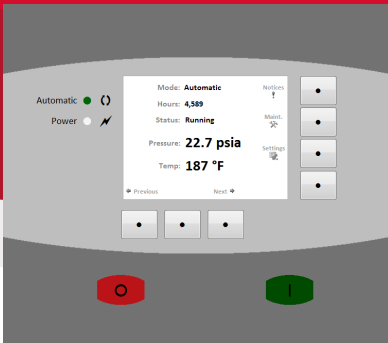 Mode: Automatic
Notices
Automatic
Hours: 4,589
Maint.
Power
Status: Running
Pressure: 22.7 psia
Settings
Temp: 187 °F
Previous
Next